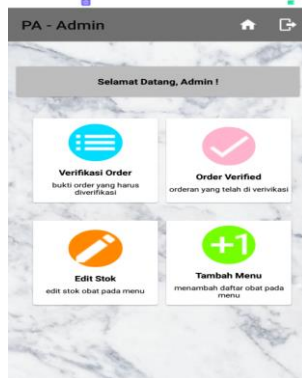 PA - Admin
Selamat Datang, Admin !
Verifikasi Order
bukti order yang harus
diverifikasi
Order Verified
orderan yang telah di verivikasi
+1
Edit Stok
edit stok obat pada menu
Tambah Menu
menambah daftar obat pada
menu